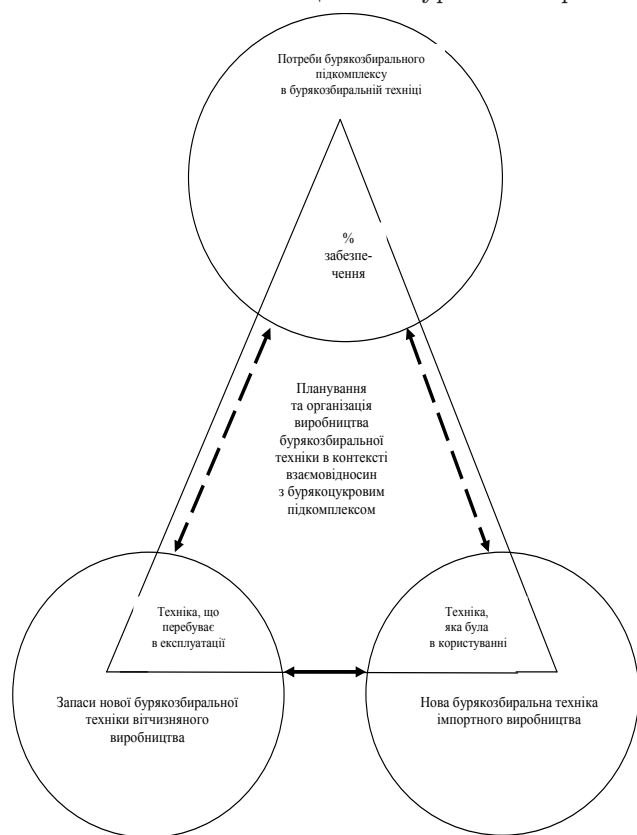 Потреби бурякозбирального
підкомплексу
в бурякозбиральній техніці
%
забезпе-
чення
Планування
та організація
виробництва
бурякозбиральної
техніки в контексті
взаємовідносин
з бурякоцукровим
підкомплексом
Техніка, що
перебуває
в експлуатації
Техніка,
яка була
в користуванні
Запаси нової бурякозбиральної
техніки вітчизняного
виробництва
Нова бурякозбиральна техніка
імпортного виробництва